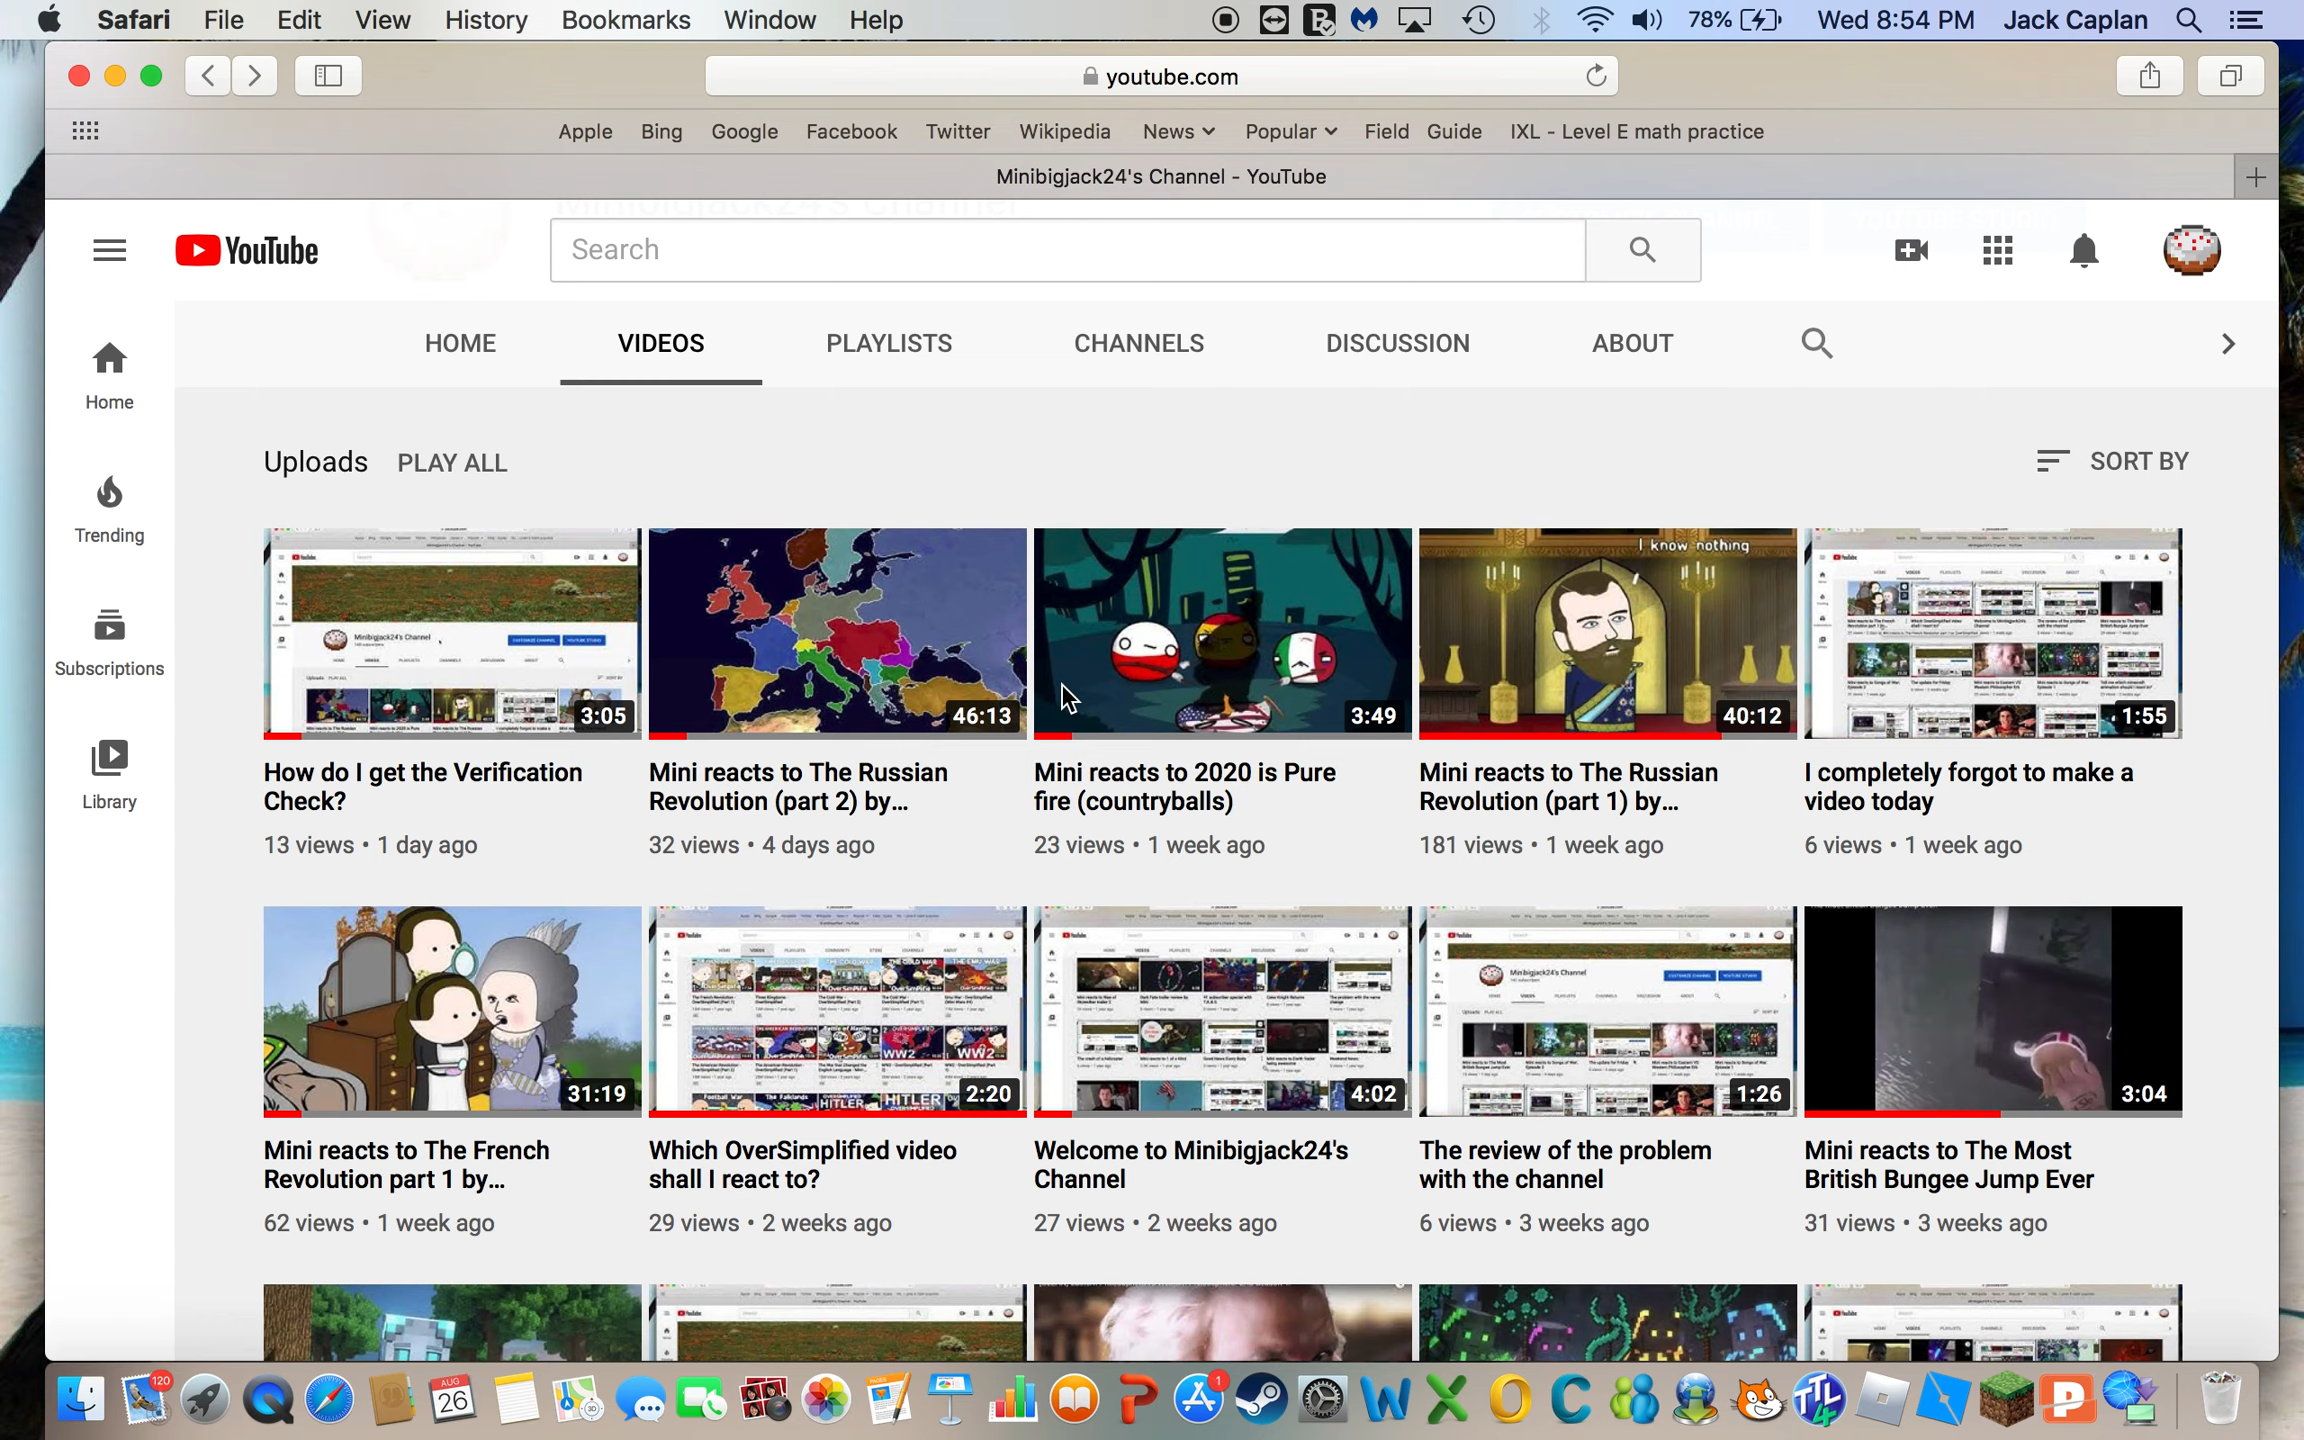 Safari File Edit View History Bookmarks Window Help 78% Wed 8:54 PM Jack Caplan
youtube.com
Apple Bing Google Facebook Twitter Wikipedia News Popular Field Guide IXL - Level E math practice
Minibigjack24's Channel - YouTube
YouTube
Search
HOME VIDEOS PLAYLISTS CHANNELS DISCUSSION ABOUT
Home
Trending
Subscriptions
Library
Uploads PLAY ALL
SORT BY
I know nothing
Minibigjack24's Channel
3:05 46:13 3:49 40:12 1:55
How do I get the Verification
Check?
13 views • 1 day ago
Mini reacts to The Russian
Revolution (part 2) by...
32 views • 4 days ago
Mini reacts to 2020 is Pure
fire (countryballs)
23 views • 1 week ago
Mini reacts to The Russian
Revolution (part 1) by...
181 views • 1 week ago
I completely forgot to make a
video today
6 views • 1 week ago
Minibigjack24's Channel
31:19 2:20 4:02 1:26 3:04
Mini reacts to The French
Revolution part 1 by...
62 views • 1 week ago
Which OverSimplified video
shall I react to?
29 views • 2 weeks ago
Welcome to Minibigjack24's
Channel
27 views • 2 weeks ago
The review of the problem
with the channel
6 views • 3 weeks ago
Mini reacts to The Most
British Bungee Jump Ever
31 views • 3 weeks ago
120
AUG
26
1